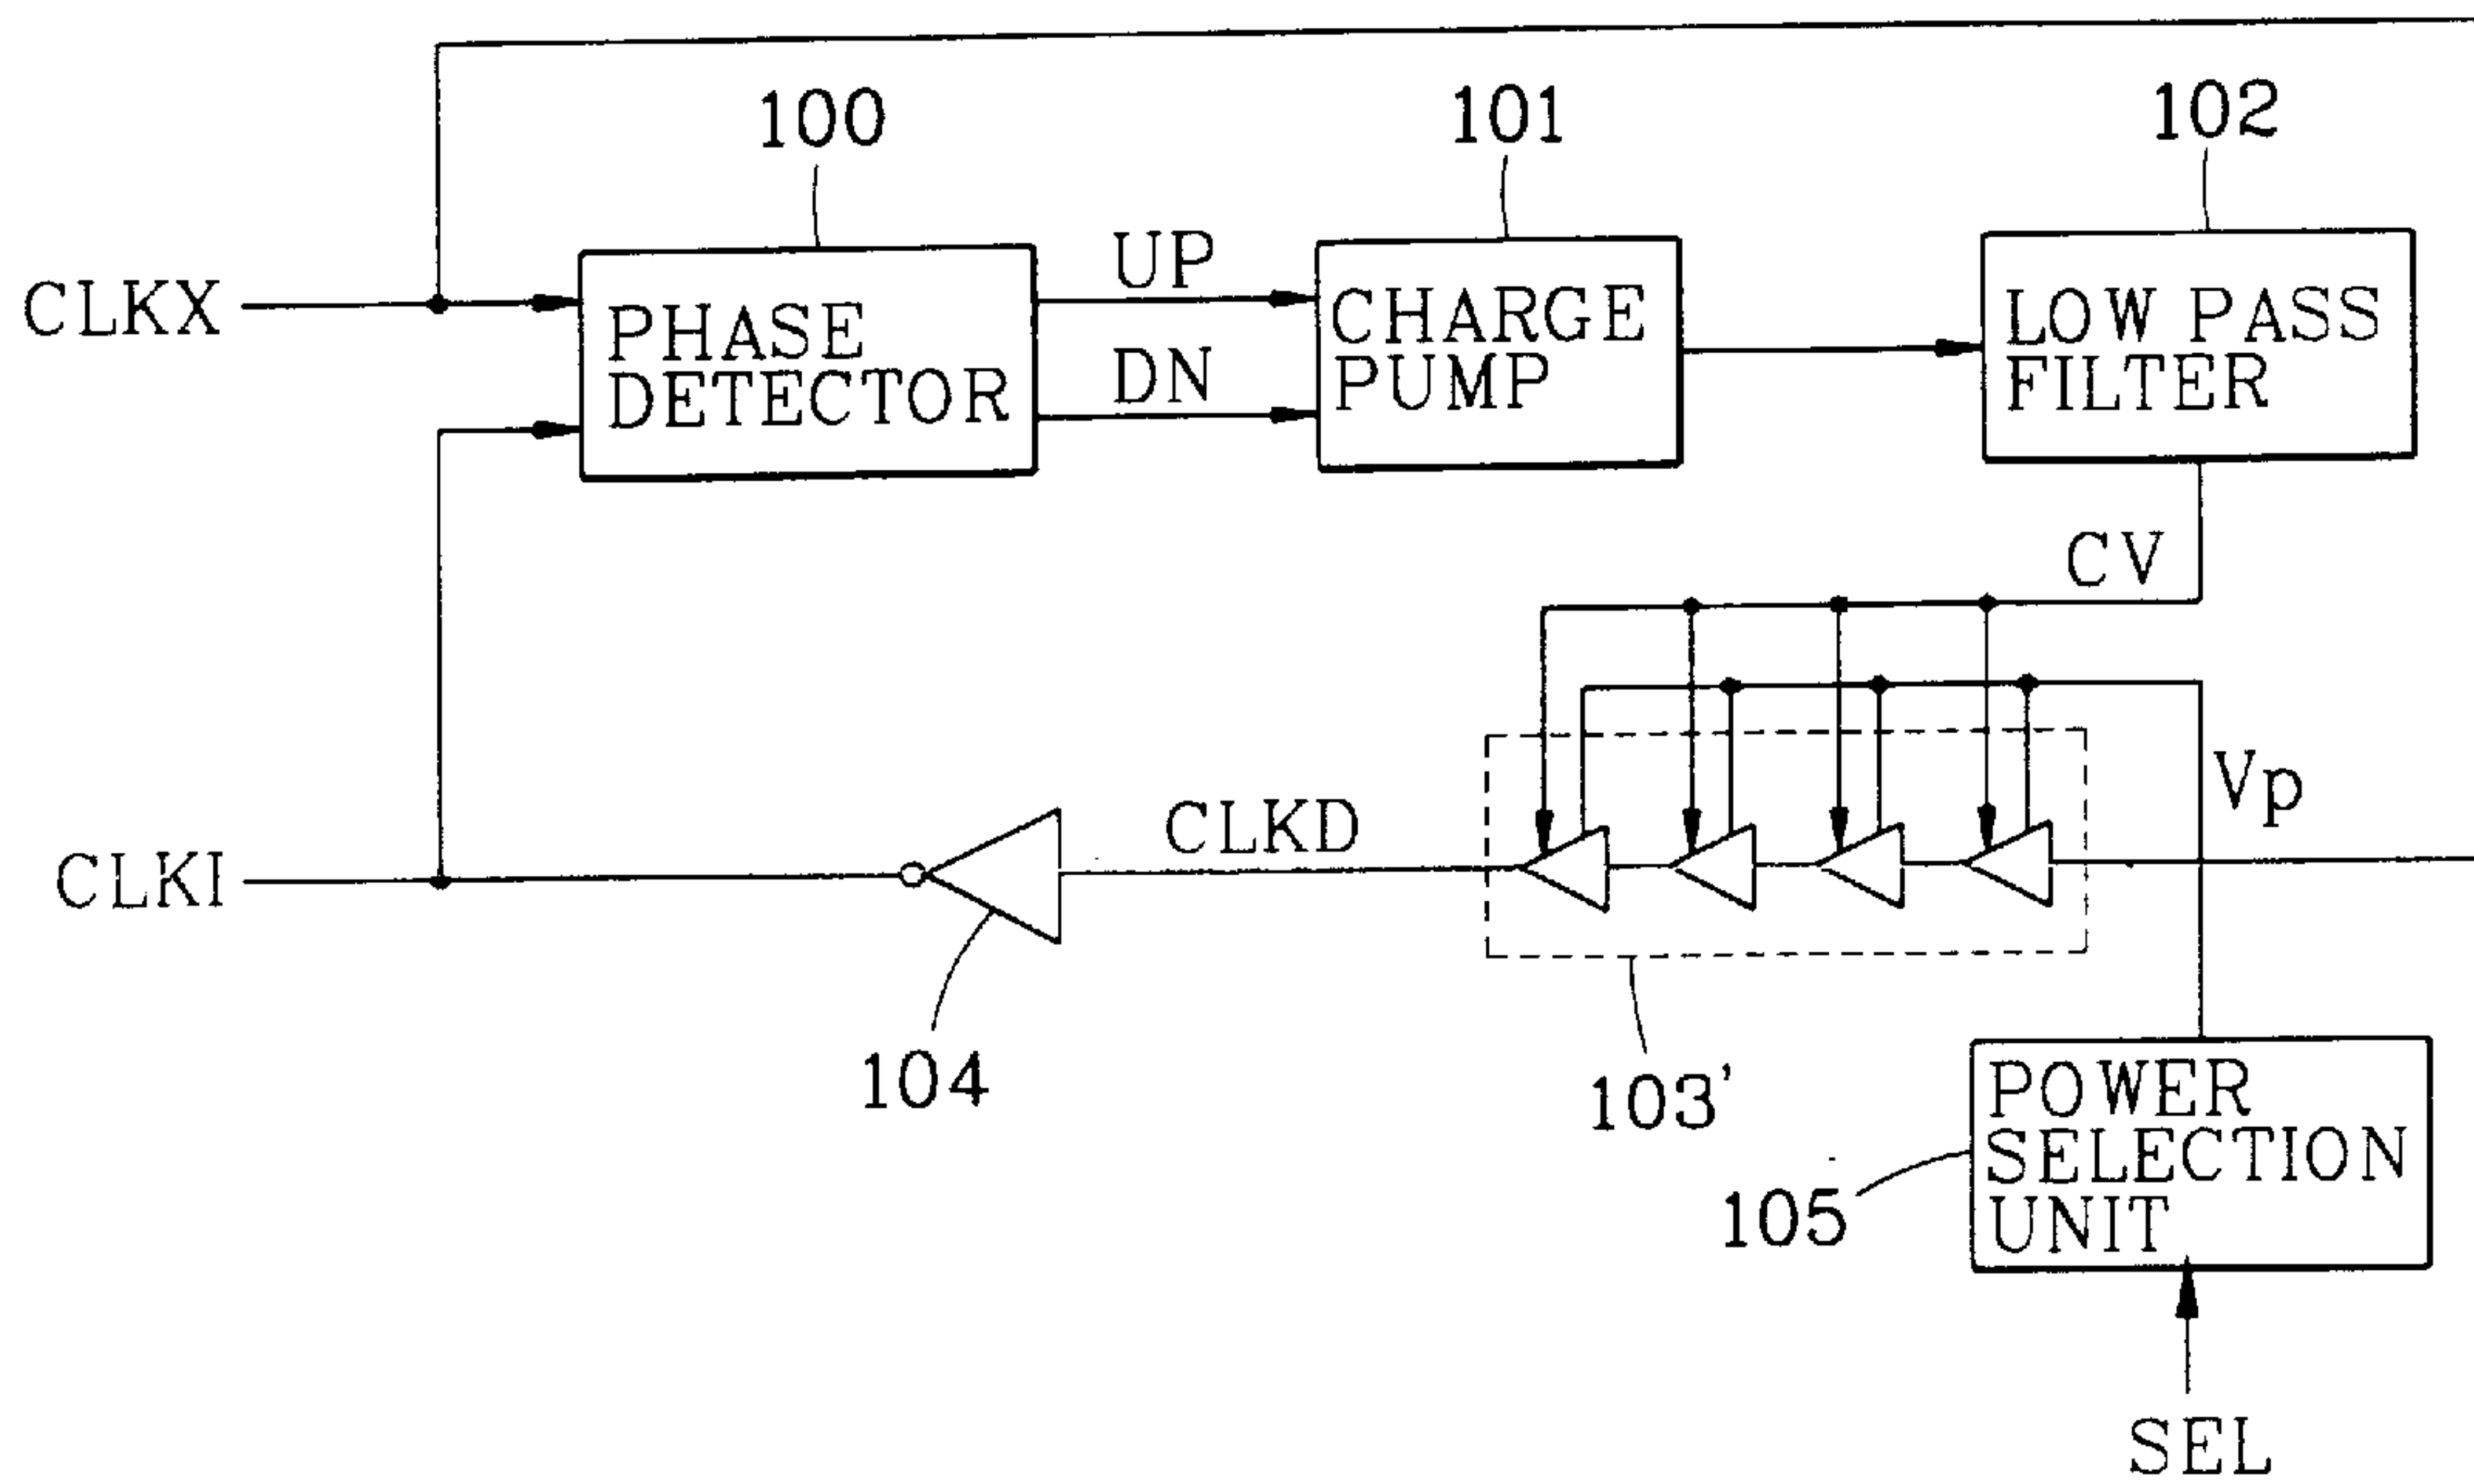 100
101
102
CLKX
PHASE
DETECTOR
UP
DN
CHARGE
PUMP
LOW PASS
FILTER
CV
Vp
CLKI
CLKD
104
103'
105
POWER
SELECTION
UNIT
SEL